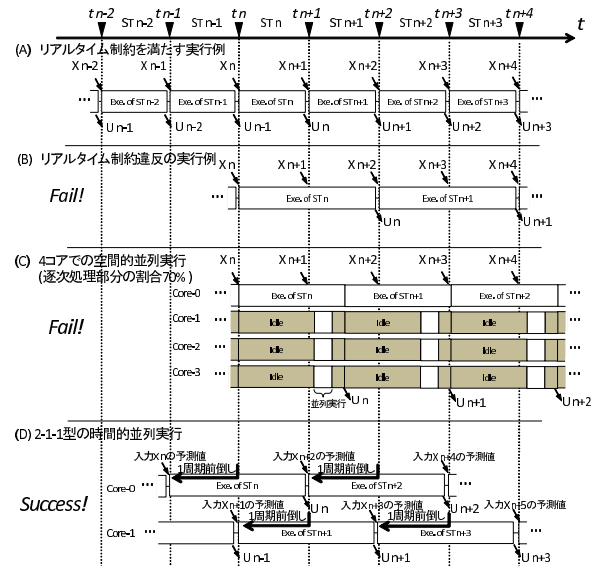 tn-2 STn-2 tn-1 STn-1 tn STn tn+1 STn+1 tn+2 STn+2 tn+3 STn+3 tn+4 t
(A) リアルタイム制約を満たす実行例
Xn-2 Xn-1 Xn Xn+1 Xn+2 Xn+3 Xn+4
… Exe. of STn-2 Exe. of STn-1 Exe. of STn Exe. of STn+1 Exe. of STn+2 Exe. of STn+3 …
Un-1 Un-2 Un-1 Un Un+1 Un+2 Un+3
(B) リアルタイム制約違反の実行例
Xn Xn+1 Xn+2 Xn+3 Xn+4
Fail!
… Exe. of STn Exe. of STn+1 …
Un Un+1
(C) 4コアでの空間的並列実行
(逐次処理部分の割合70%)
Xn Xn+1 Xn+2 Xn+3 Xn+4
Core-0 … Exe. of STn Exe. of STn+1 Exe. of STn+2 …
Fail!
Core-1 … Idle Idle Idle …
Core-2 … Idle Idle Idle …
Core-3 … Idle Idle Idle …
並列実行 Un Un+1 Un+2
(D) 2-1-1型の時間的並列実行
入力Xnの予測値 入力Xn+2の予測値 入力Xn+4の予測値
1周期前倒し 1周期前倒し
Success!
Core-0 … Exe. of STn Exe. of STn+2 …
Un Un+2
入力Xn+1の予測値 入力Xn+3の予測値 入力Xn+5の予測値
1周期前倒し 1周期前倒し
Core-1 … Exe. of STn+1 Exe. of STn+3 …
Un-1 Un+1 Un+3